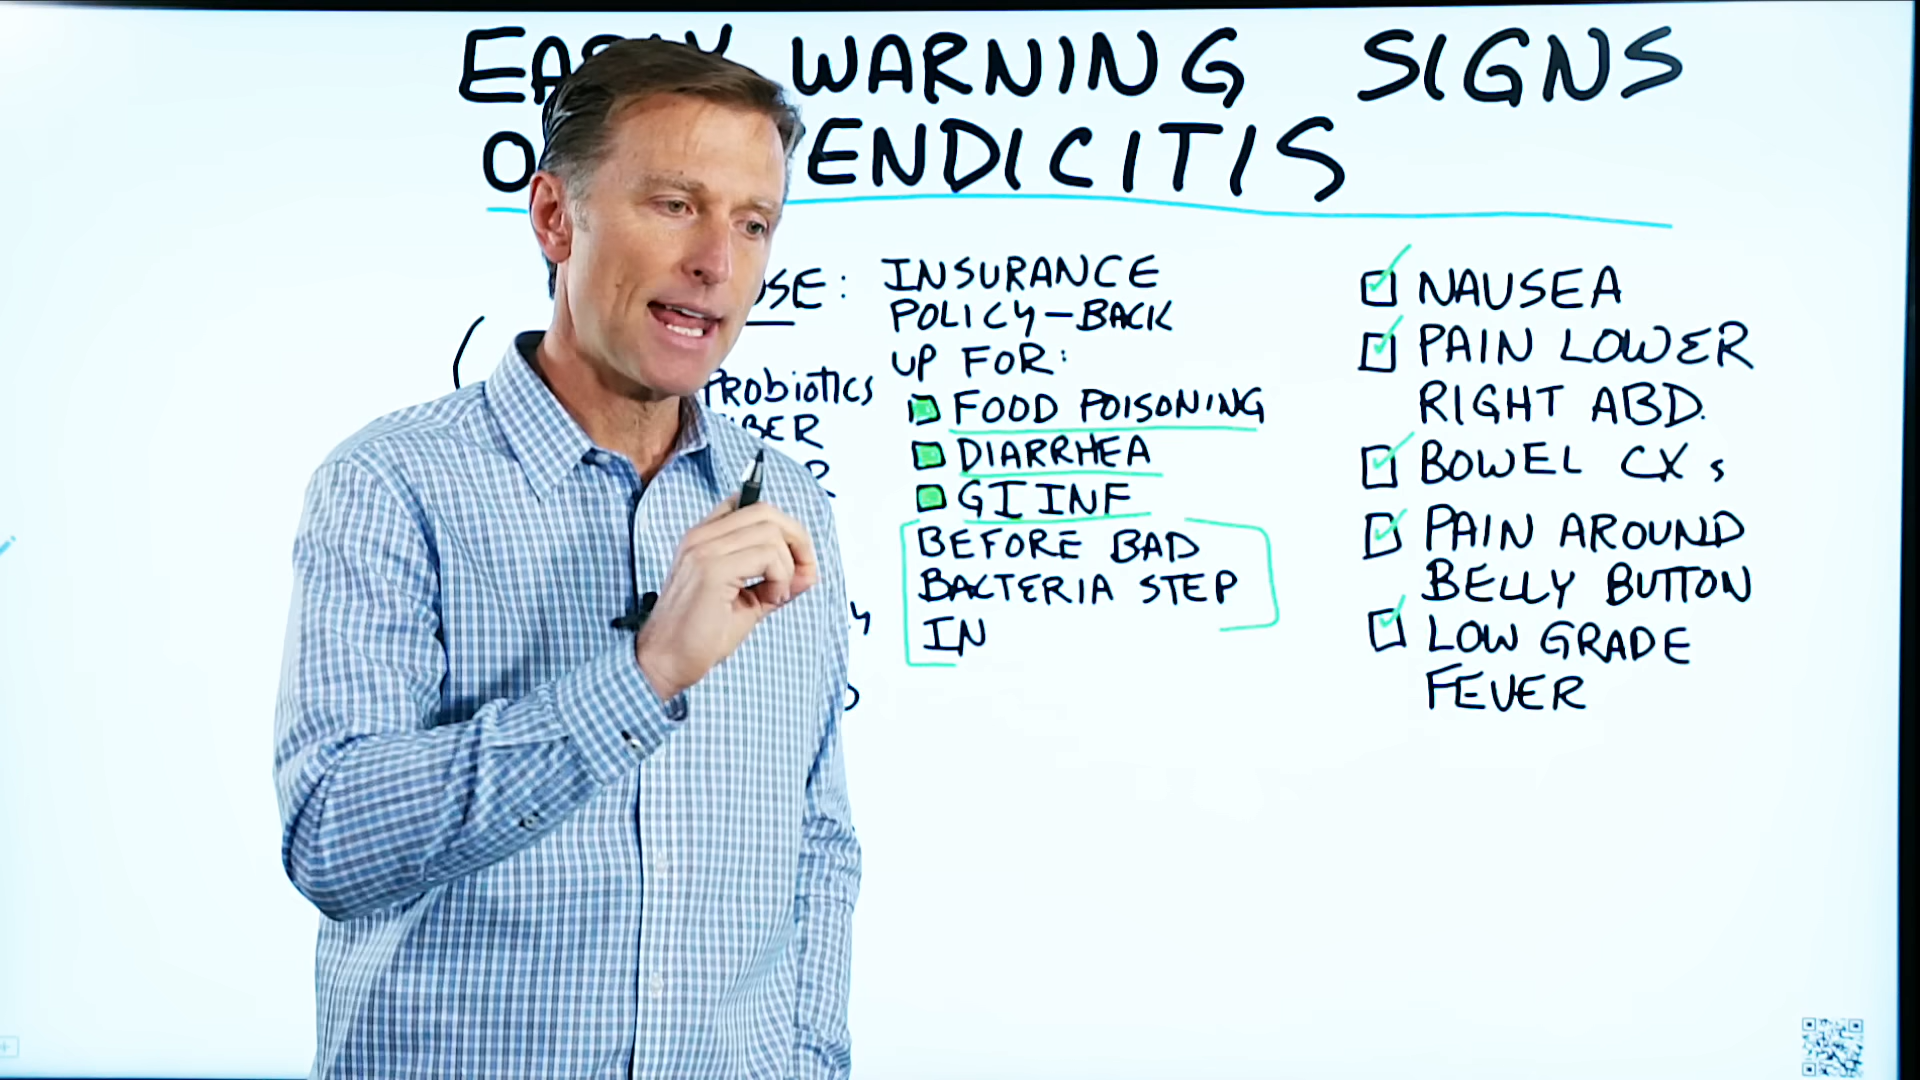 WARNING SIGNS
: INSURANCE
POLICY-BACK
UP FOR:
PRObiOTICS
FOOD POISONING
DIARRHEA
GI INF
BEFORE BAD
BACTERIA STEP
IN
NAUSEA
PAIN LOWER
RIGHT ABD.
BOWEL CX s
PAIN AROUND
BELLY BUTTON
LOW GRADE
FEVER